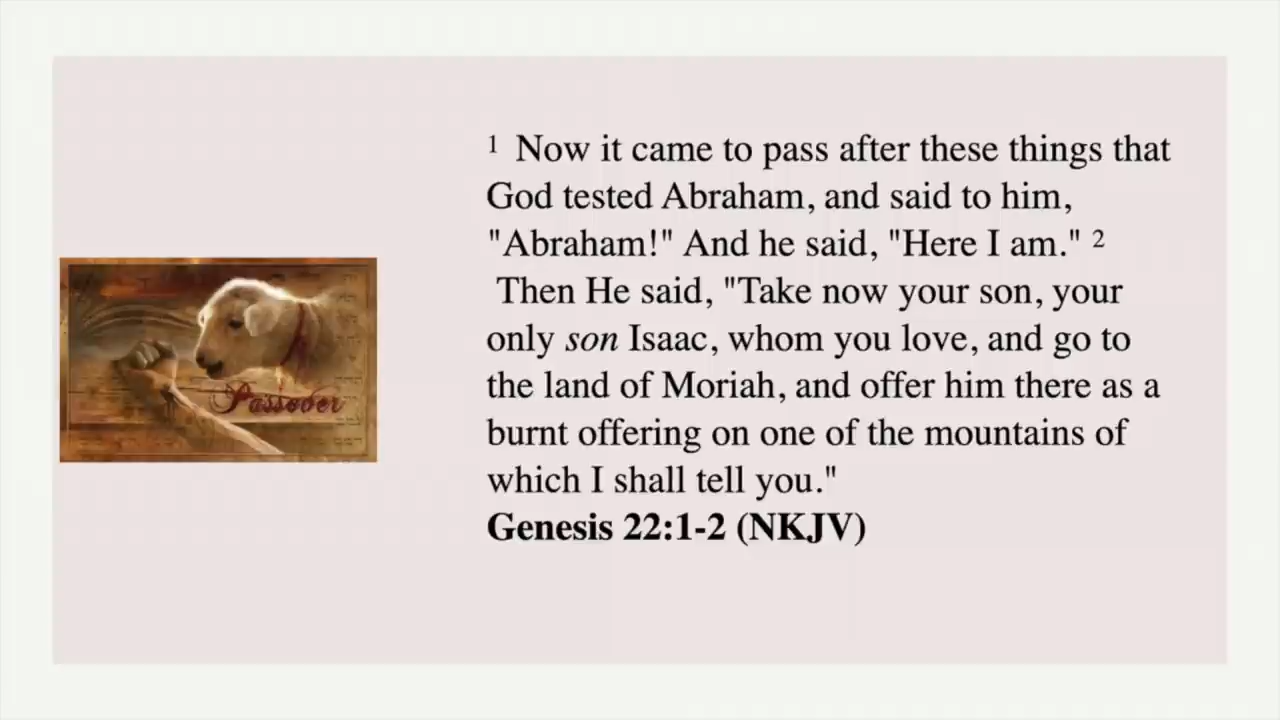 1 Now it came to pass after these things that
God tested Abraham, and said to him,
"Abraham!" And he said, "Here I am." 2
Then He said, "Take now your son, your
only son Isaac, whom you love, and go to
the land of Moriah, and offer him there as a
burnt offering on one of the mountains of
which I shall tell you."
Genesis 22:1-2 (NKJV)
Passover